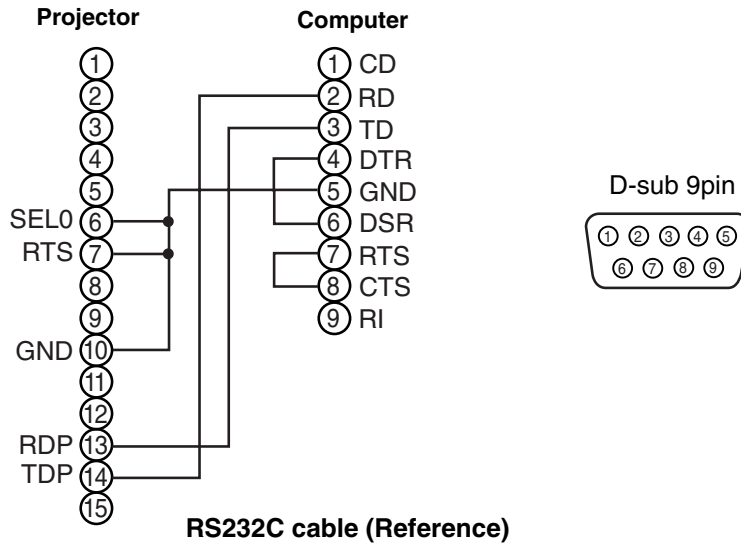 Projector
Computer
1
2
3
4
5
SEL0 6
RTS 7
8
9
GND 10
11
12
RDP 13
TDP 14
15
1 CD
2 RD
3 TD
4 DTR
5 GND
6 DSR
7 RTS
8 CTS
9 RI
D-sub 9pin
1 2 3 4 5
6 7 8 9
RS232C cable (Reference)